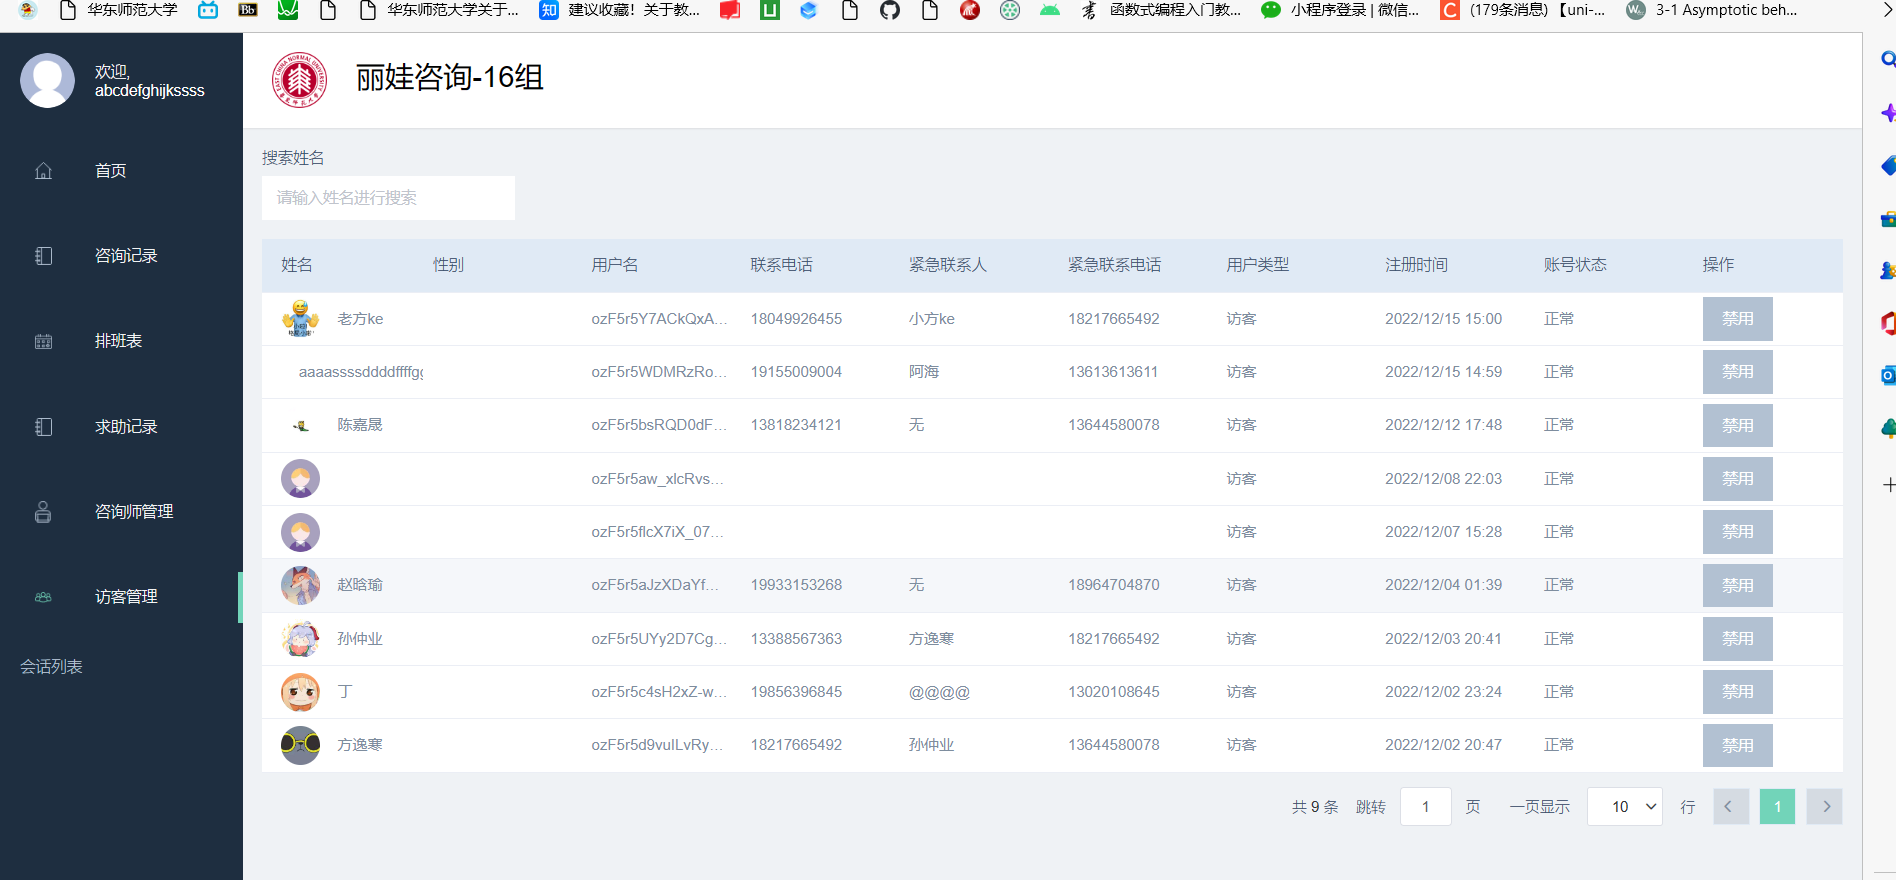 华东师范大学 华东师范大学关于... 知 建议收藏！关于教... 函数式编程入门教... 小程序登录 | 微信... (179条消息) 【uni-... 3-1 Asymptotic beh...
欢迎,
abcdefghijkssss
丽娃咨询-16组
首页
咨询记录
排班表
求助记录
咨询师管理
访客管理
会话列表
搜索姓名
请输入姓名进行搜索
姓名 性别 用户名 联系电话 紧急联系人 紧急联系电话 用户类型 注册时间 账号状态 操作
老方ke ozF5r5Y7ACkQxA... 18049926455 小方ke 18217665492 访客 2022/12/15 15:00 正常 禁用
aaaassssddddffffg ozF5r5WDMRzRo... 19155009004 阿海 13613613611 访客 2022/12/15 14:59 正常 禁用
陈嘉晟 ozF5r5bsRQD0dF... 13818234121 无 13644580078 访客 2022/12/12 17:48 正常 禁用
ozF5r5aw_xlcRvs... 访客 2022/12/08 22:03 正常 禁用
ozF5r5flcX7iX_07... 访客 2022/12/07 15:28 正常 禁用
赵晗瑜 ozF5r5aJzXDaYf... 19933153268 无 18964704870 访客 2022/12/04 01:39 正常 禁用
孙仲业 ozF5r5UYy2D7Cg... 13388567363 方逸寒 18217665492 访客 2022/12/03 20:41 正常 禁用
丁 ozF5r5c4sH2xZ-w... 19856396845 @@@@ 13020108645 访客 2022/12/02 23:24 正常 禁用
方逸寒 ozF5r5d9vuILvRy... 18217665492 孙仲业 13644580078 访客 2022/12/02 20:47 正常 禁用
共 9 条 跳转 1 页 一页显示 10 行 1